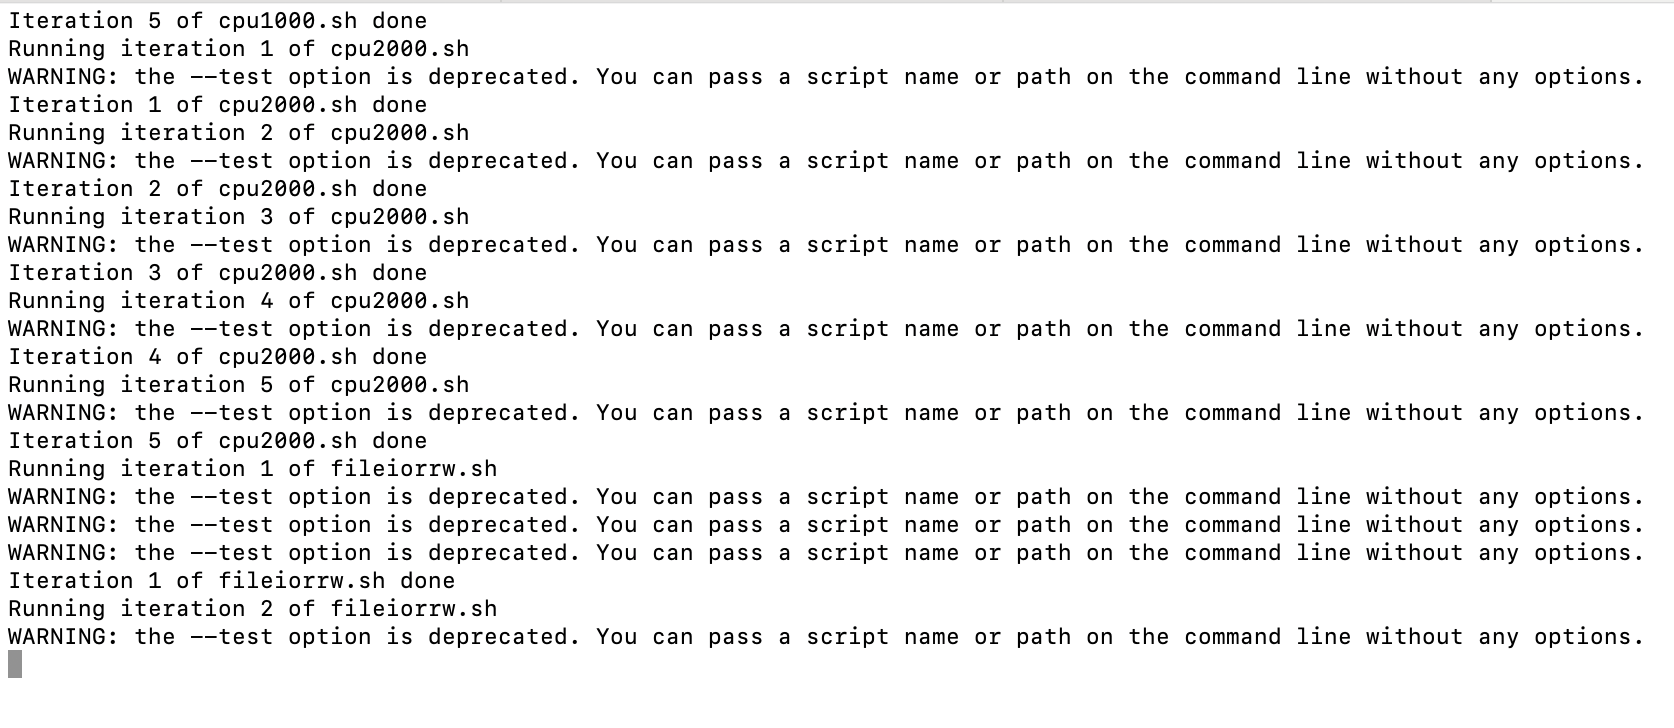 Iteration 5 of cpu1000.sh done
Running iteration 1 of cpu2000.sh
WARNING: the --test option is deprecated. You can pass a script name or path on the command line without any options.
Iteration 1 of cpu2000.sh done
Running iteration 2 of cpu2000.sh
WARNING: the --test option is deprecated. You can pass a script name or path on the command line without any options.
Iteration 2 of cpu2000.sh done
Running iteration 3 of cpu2000.sh
WARNING: the --test option is deprecated. You can pass a script name or path on the command line without any options.
Iteration 3 of cpu2000.sh done
Running iteration 4 of cpu2000.sh
WARNING: the --test option is deprecated. You can pass a script name or path on the command line without any options.
Iteration 4 of cpu2000.sh done
Running iteration 5 of cpu2000.sh
WARNING: the --test option is deprecated. You can pass a script name or path on the command line without any options.
Iteration 5 of cpu2000.sh done
Running iteration 1 of fileiorrw.sh
WARNING: the --test option is deprecated. You can pass a script name or path on the command line without any options.
WARNING: the --test option is deprecated. You can pass a script name or path on the command line without any options.
WARNING: the --test option is deprecated. You can pass a script name or path on the command line without any options.
Iteration 1 of fileiorrw.sh done
Running iteration 2 of fileiorrw.sh
WARNING: the --test option is deprecated. You can pass a script name or path on the command line without any options.